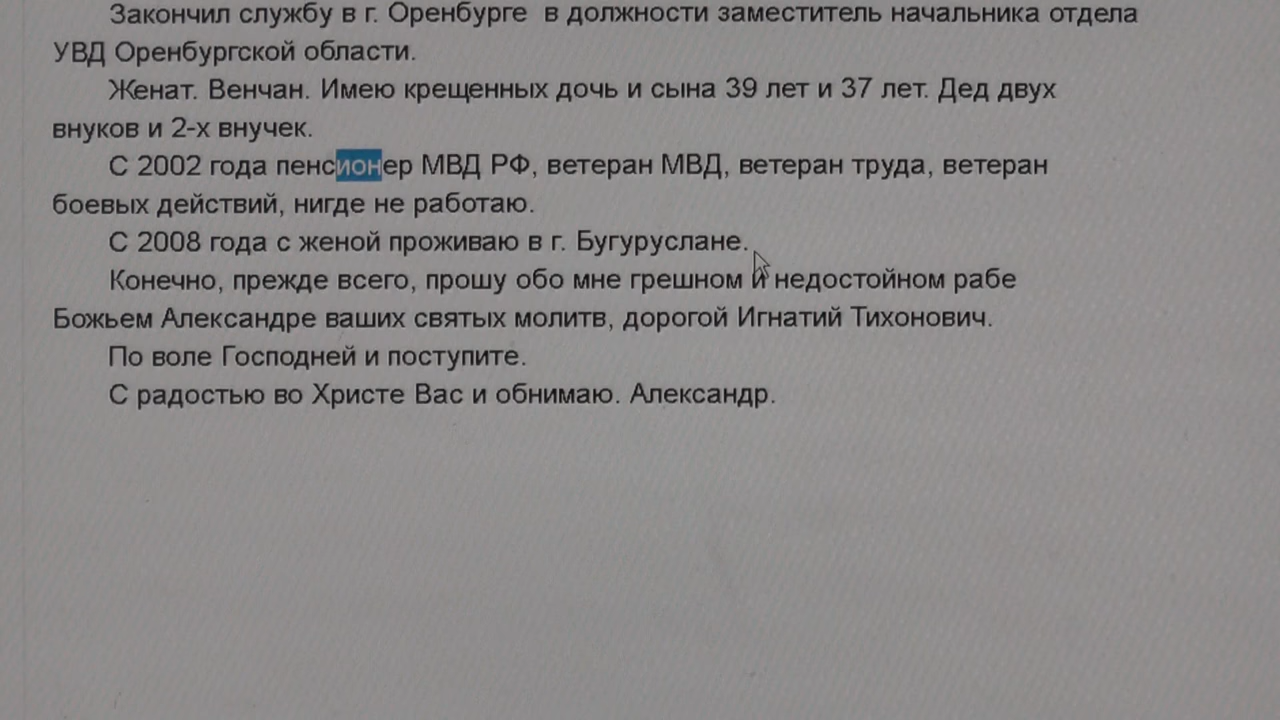 Закончил службу в г. Оренбурге в должности заместитель начальника отдела
УВД Оренбургской области.
Женат. Венчан. Имею крещенных дочь и сына 39 лет и 37 лет. Дед двух
внуков и 2-х внучек.
С 2002 года пенсионер МВД РФ, ветеран МВД, ветеран труда, ветеран
боевых действий, нигде не работаю.
С 2008 года с женой проживаю в г. Бугуруслане.
Конечно, прежде всего, прошу обо мне грешном и недостойном рабе
Божьем Александре ваших святых молитв, дорогой Игнатий Тихонович.
По воле Господней и поступите.
С радостью во Христе Вас и обнимаю. Александр.